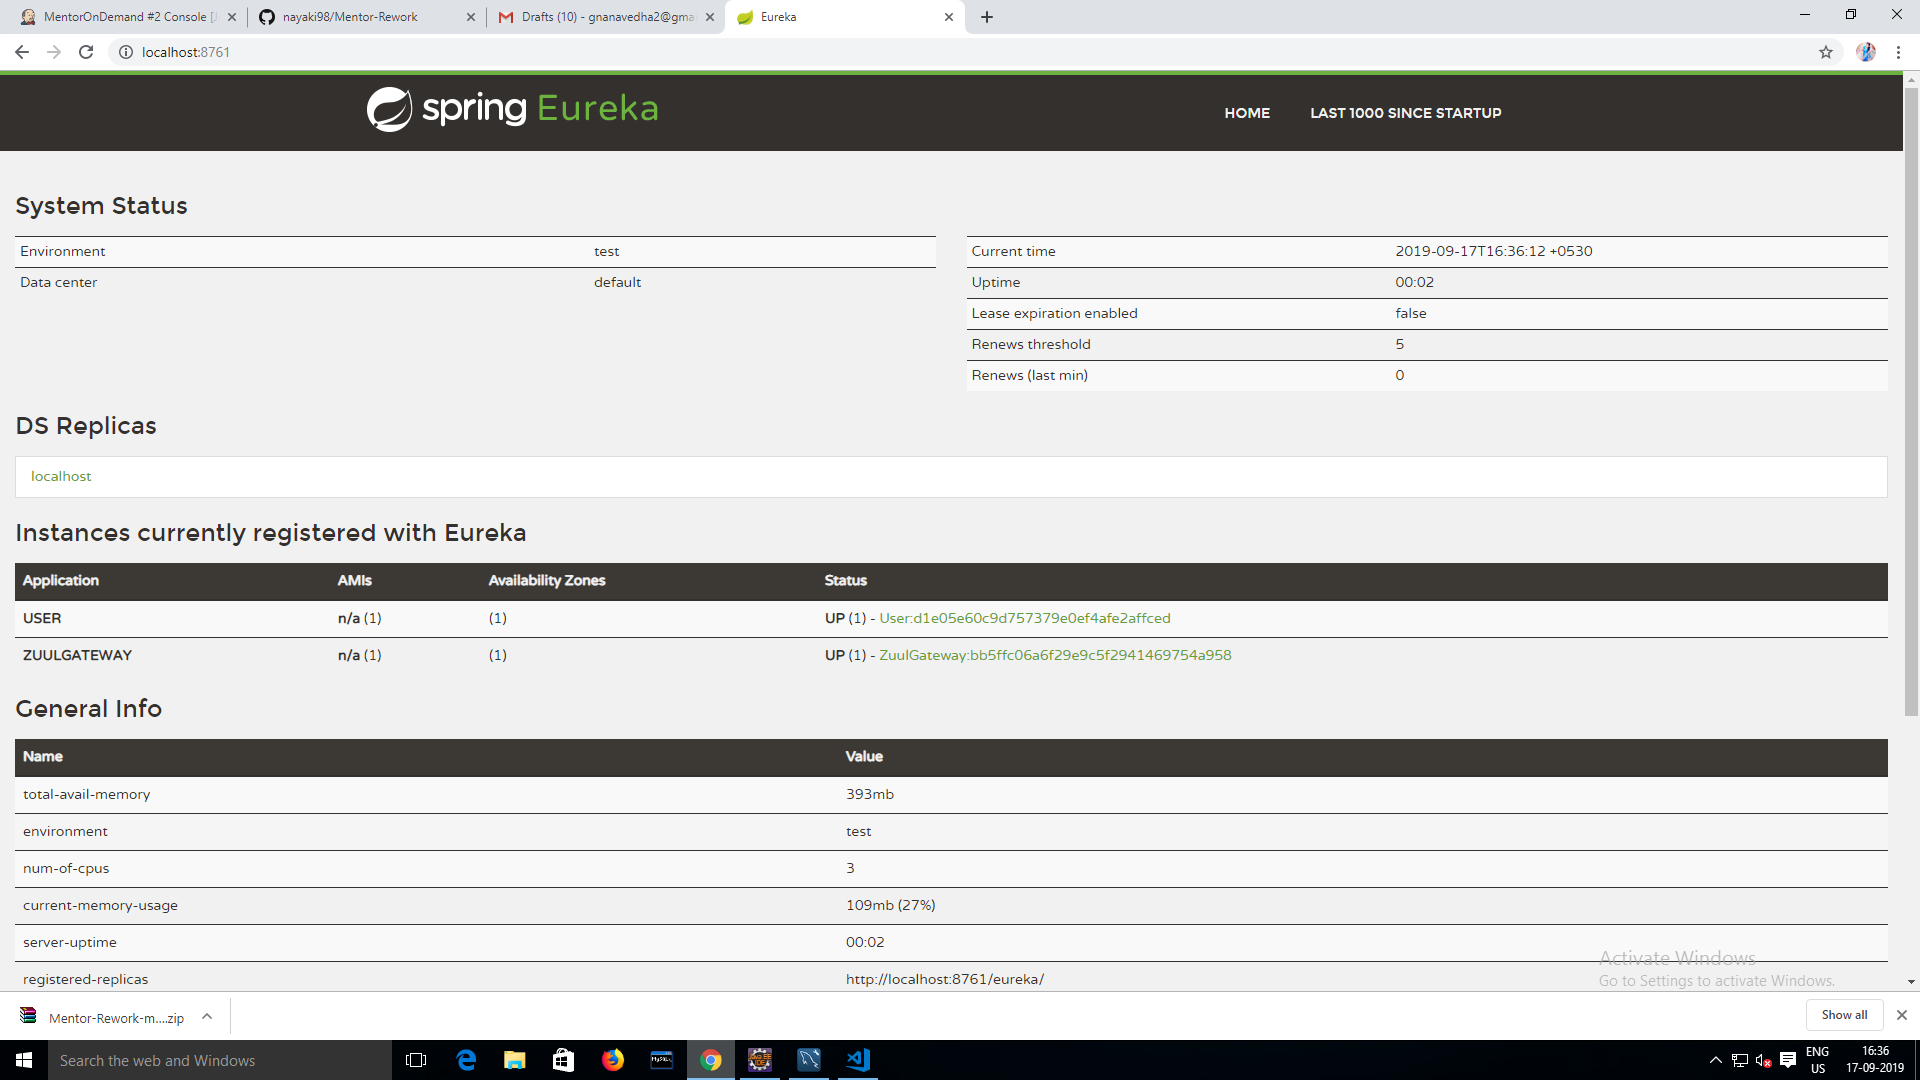 MentorOnDemand #2 Console [J
nayaki98/Mentor-Rework
Drafts (10) - gnanavedha2@gma
Eureka
localhost:8761
spring Eureka
HOME
LAST 1000 SINCE STARTUP
System Status
Environment test
Data center default
Current time 2019-09-17T16:36:12 +0530
Uptime 00:02
Lease expiration enabled false
Renews threshold 5
Renews (last min) 0
DS Replicas
localhost
Instances currently registered with Eureka
Application AMIs Availability Zones Status
USER n/a (1) (1) UP (1) - User:d1e05e60c9d757379e0ef4afe2affced
ZUULGATEWAY n/a (1) (1) UP (1) - ZuulGateway:bb5ffc06a6f29e9c5f2941469754a958
General Info
Name Value
total-avail-memory 393mb
environment test
num-of-cpus 3
current-memory-usage 109mb (27%)
server-uptime 00:02
registered-replicas http://localhost:8761/eureka/
Activate Windows
Go to Settings to activate Windows.
Mentor-Rework-m....zip
Show all
Search the web and Windows
ENG
US
16:36
17-09-2019